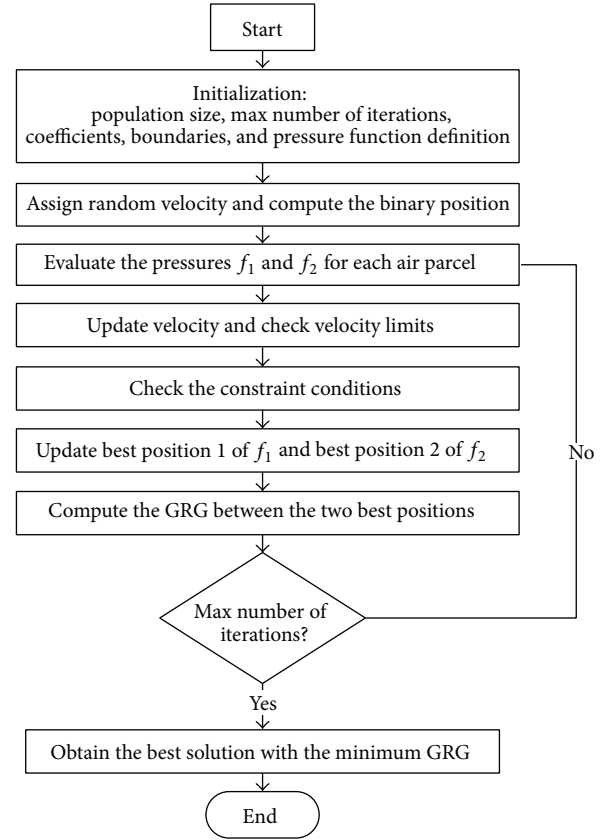 Start
Initialization:
population size, max number of iterations,
coefficients, boundaries, and pressure function definition
Assign random velocity and compute the binary position
Evaluate the pressures f₁ and f₂ for each air parcel
Update velocity and check velocity limits
Check the constraint conditions
Update best position 1 of f₁ and best position 2 of f₂
No
Compute the GRG between the two best positions
Max number of
iterations?
Yes
Obtain the best solution with the minimum GRG
End